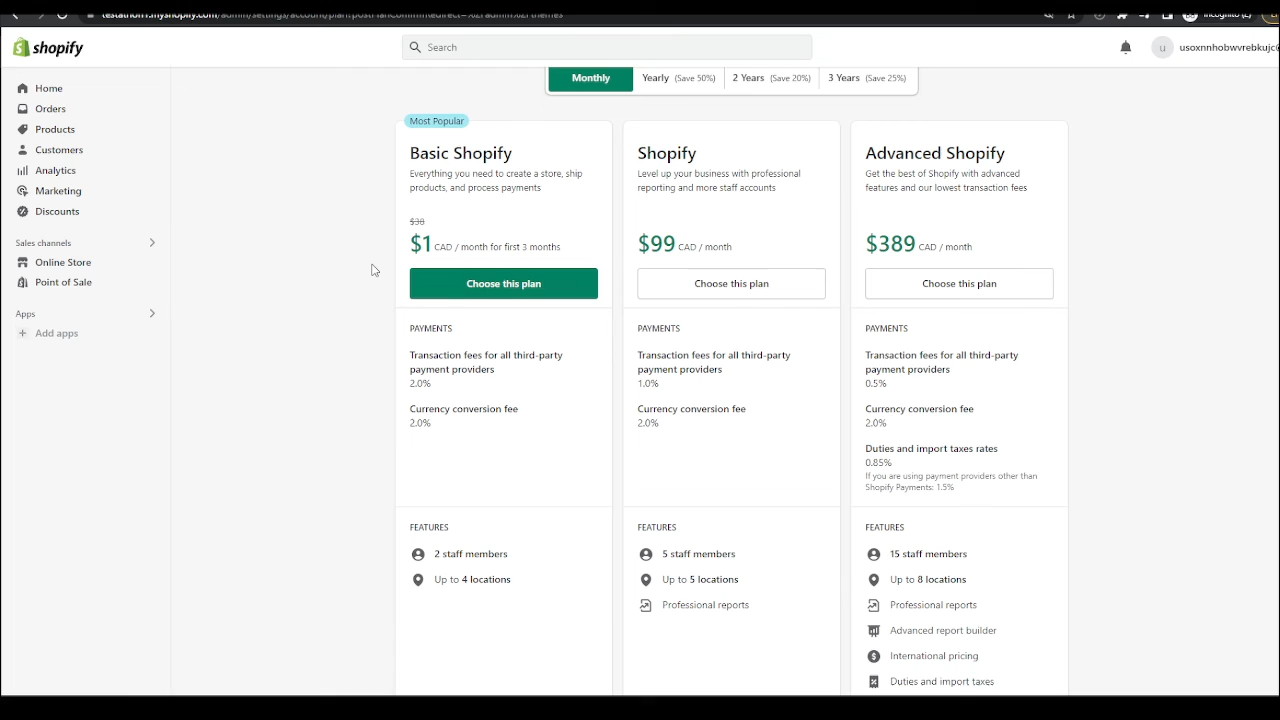 shopify
Search
u
usoxnnhobwvrebkujc@
Home
Orders
Products
Customers
Analytics
Marketing
Discounts
Sales channels
Online Store
Point of Sale
Apps
Add apps
Monthly
Yearly (Save 50%)
2 Years (Save 20%)
3 Years (Save 25%)
Most Popular
Basic Shopify
Everything you need to create a store, ship
products, and process payments
$38
$1 CAD / month for first 3 months
Choose this plan
PAYMENTS
Transaction fees for all third-party
payment providers
2.0%
Currency conversion fee
2.0%
FEATURES
2 staff members
Up to 4 locations
Shopify
Level up your business with professional
reporting and more staff accounts
$99 CAD / month
Choose this plan
PAYMENTS
Transaction fees for all third-party
payment providers
1.0%
Currency conversion fee
2.0%
FEATURES
5 staff members
Up to 5 locations
Professional reports
Advanced Shopify
Get the best of Shopify with advanced
features and our lowest transaction fees
$389 CAD / month
Choose this plan
PAYMENTS
Transaction fees for all third-party
payment providers
0.5%
Currency conversion fee
2.0%
Duties and import taxes rates
0.85%
If you are using payment providers other than
Shopify Payments: 1.5%
FEATURES
15 staff members
Up to 8 locations
Professional reports
Advanced report builder
International pricing
Duties and import taxes